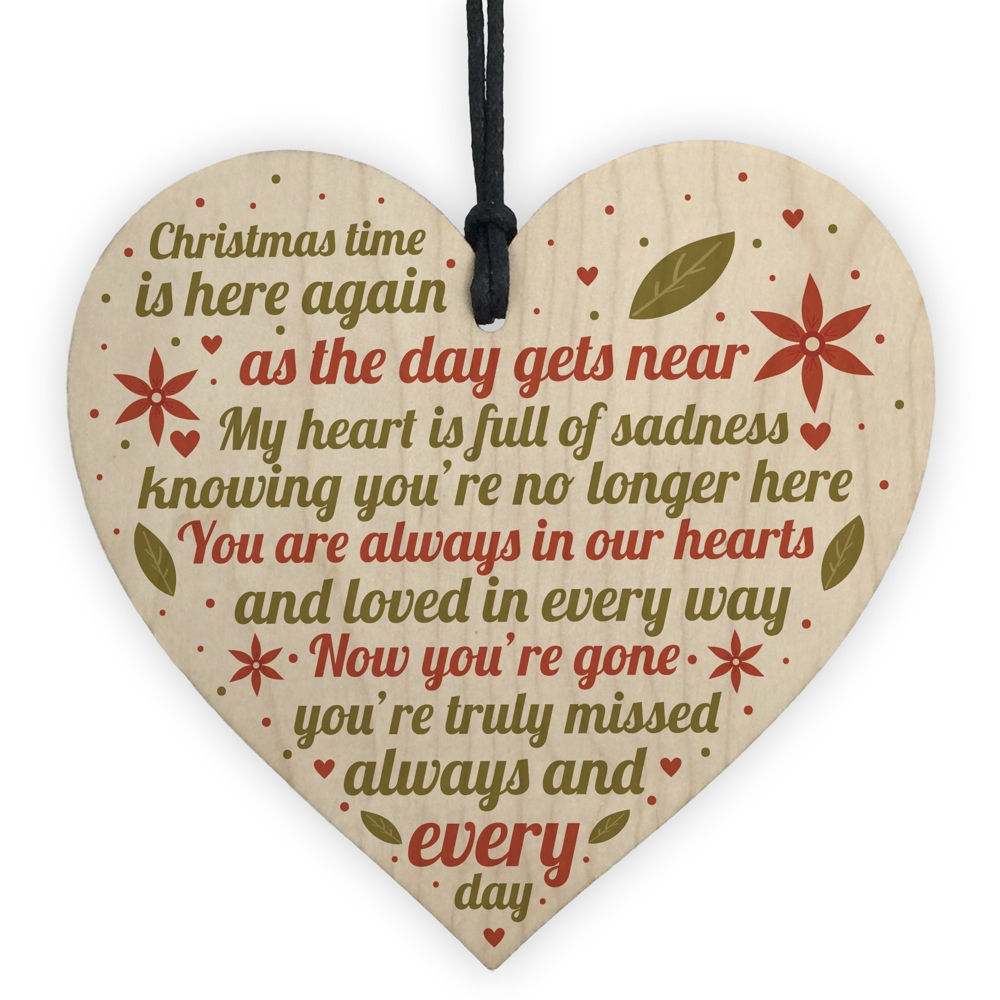 Christmas time
is here again
as the day gets near
My heart is full of sadness
knowing you're no longer here
You are always in our hearts
and loved in every way
Now you're gone
you're truly missed
always and
every
day